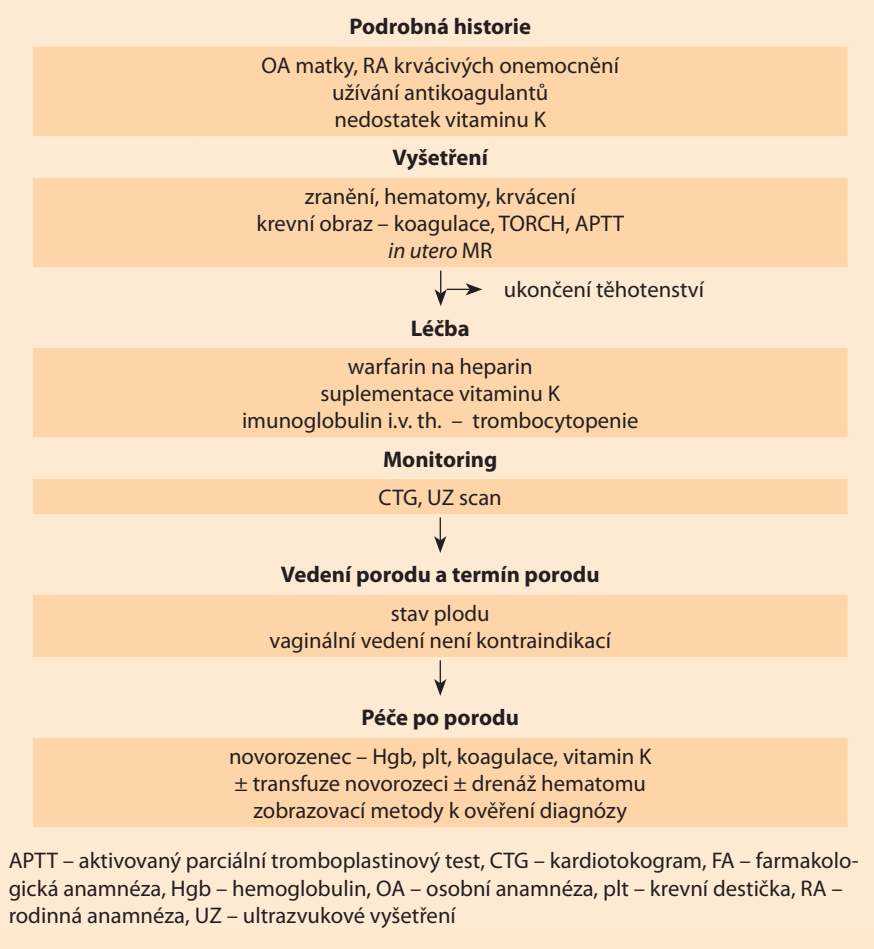 Podrobná historie
OA matky, RA krvácivých onemocnění
užívání antikoagulantů
nedostatek vitaminu K
Vyšetření
zranění, hematomy, krvácení
krevní obraz – koagulace, TORCH, APTT
in utero MR
ukončení těhotenství
Léčba
warfarin na heparin
suplementace vitaminu K
imunoglobulin i.v. th. – trombocytopenie
Monitoring
CTG, UZ scan
Vedení porodu a termín porodu
stav plodu
vaginální vedení není kontraindikací
Péče po porodu
novorozenec – Hgb, plt, koagulace, vitamin K
± transfuze novorozeci ± drenáž hematomu
zobrazovací metody k ověření diagnózy
APTT – aktivovaný parciální tromboplastinový test, CTG – kardiotokogram, FA – farmakolo-
gická anamnéza, Hgb – hemoglobulin, OA – osobní anamnéza, plt – krevní destička, RA –
rodinná anamnéza, UZ – ultrazvukové vyšetření